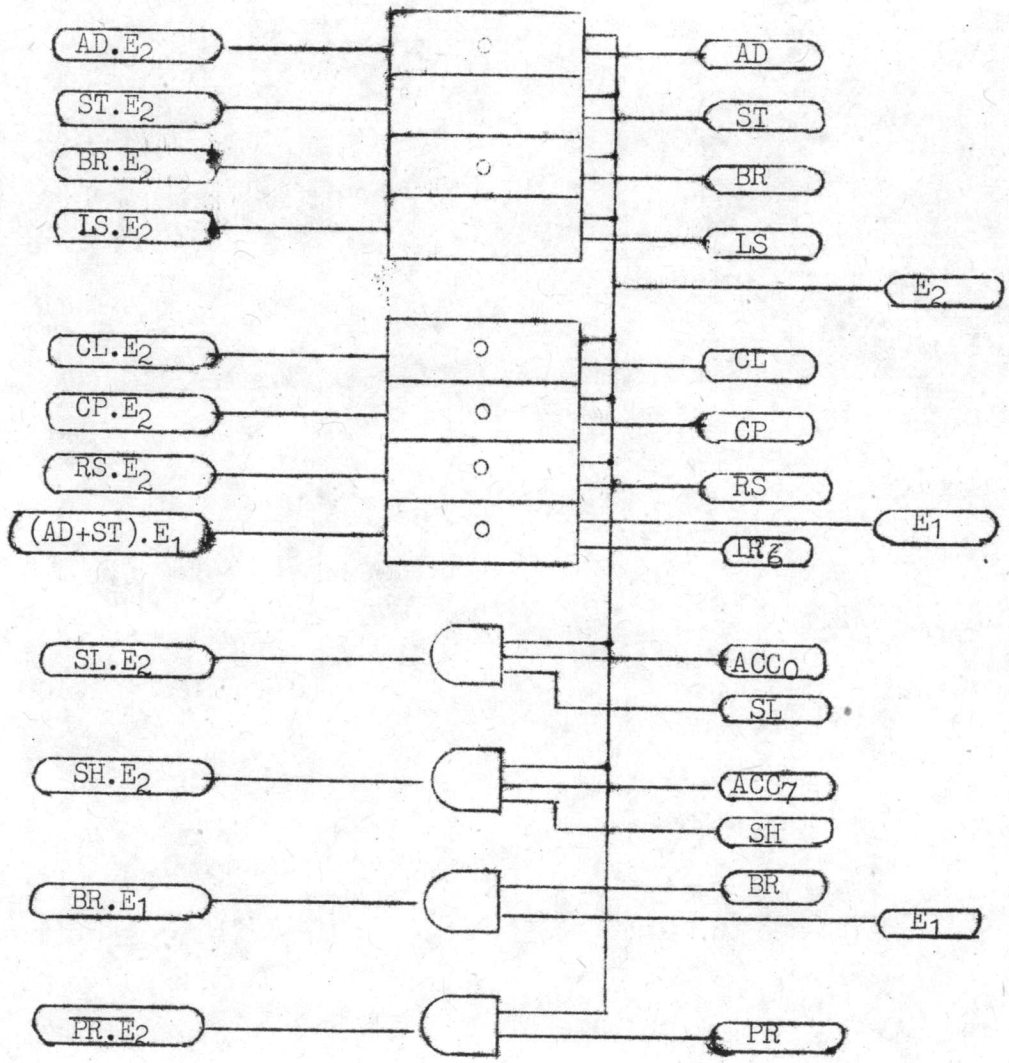 AD.E₂ AD
ST.E₂ ST
BR.E₂ BR
LS.E₂ LS
E₂
CL.E₂ CL
CP.E₂ CP
RS.E₂ RS
(AD+ST).E₁ E₁
IR₆
SL.E₂ ACC₀
SL
SH.E₂ ACC₇
SH
BR
BR.E₁ E₁
PR.E₂ PR